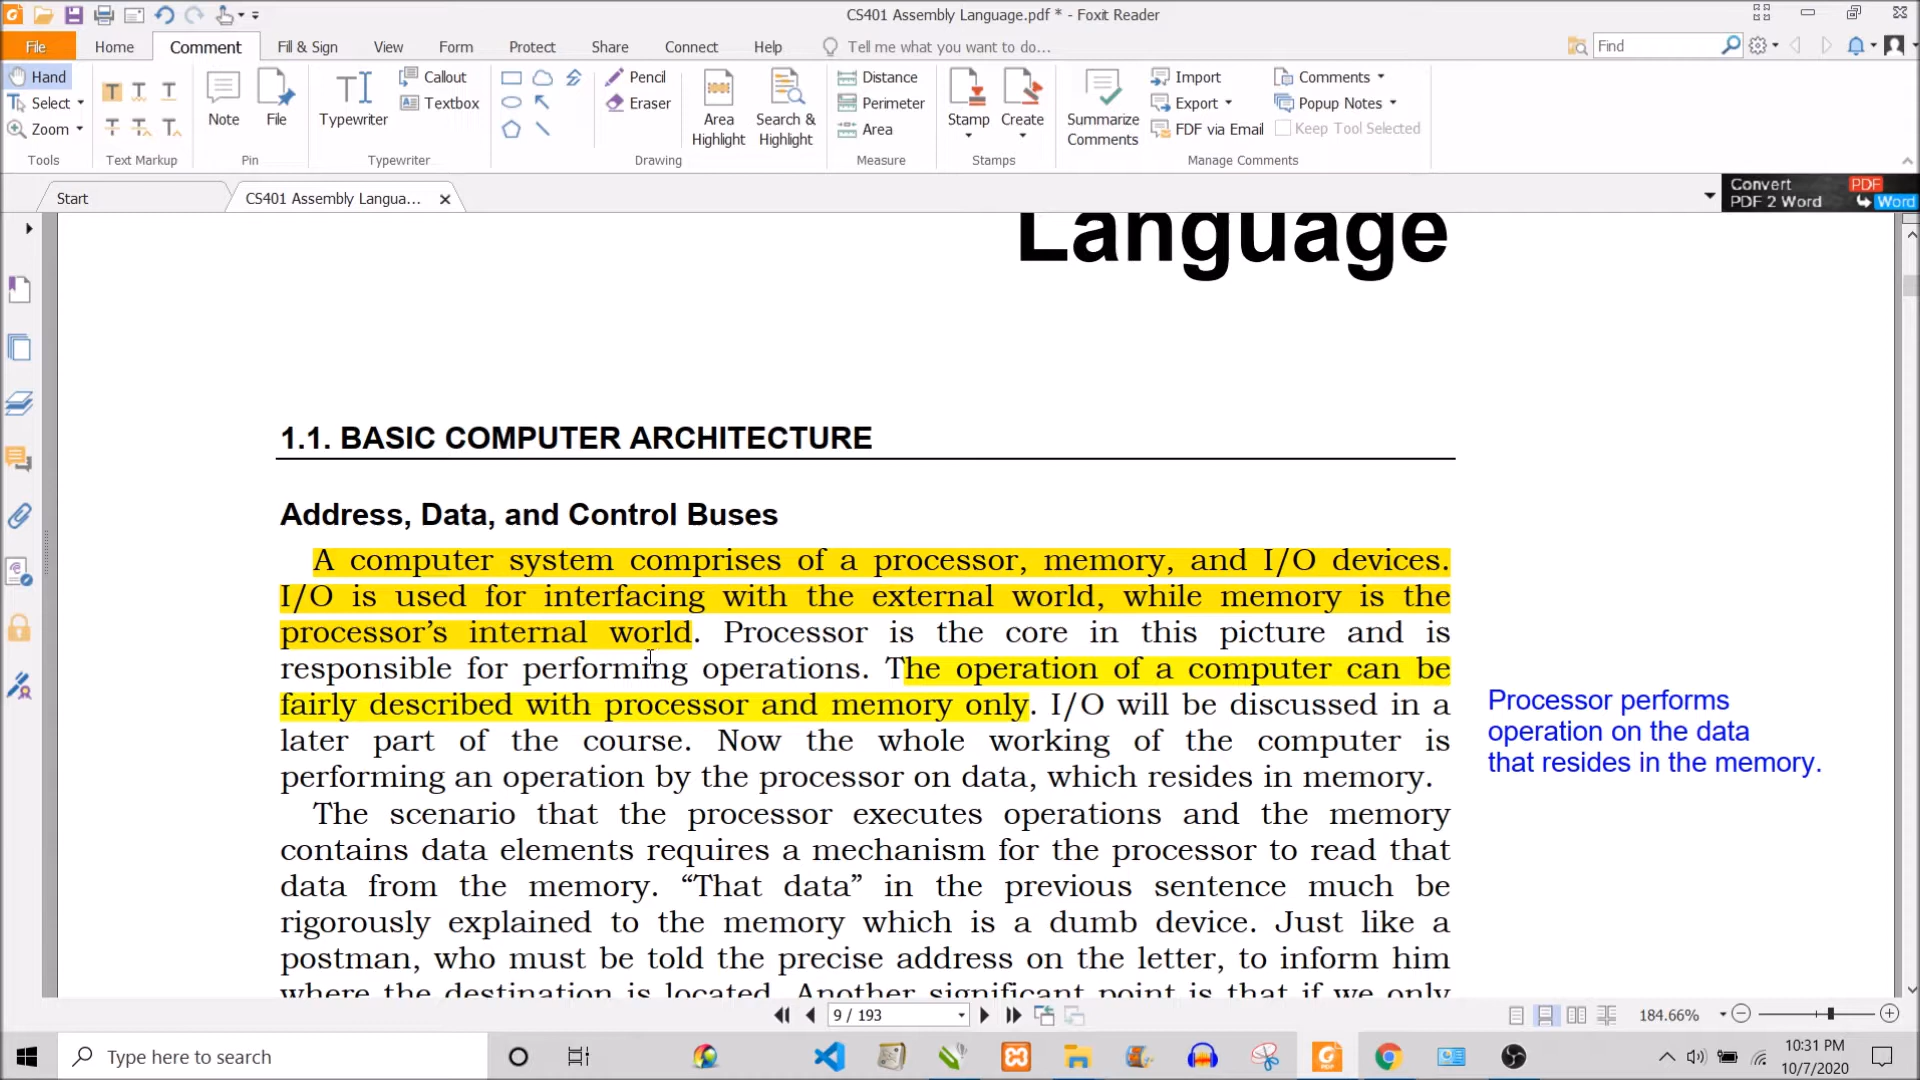 CS401 Assembly Language.pdf * - Foxit Reader
File Home Comment Fill & Sign View Form Protect Share Connect Help Tell me what you want to do... Find
Hand
Select
Zoom
Tools
Text Markup
Note
File
Pin
Typewriter
Callout
Textbox
Typewriter
Pencil
Eraser
Area
Highlight
Search &
Highlight
Drawing
Distance
Perimeter
Area
Measure
Stamp
Create
Stamps
Summarize
Comments
Import
Export
FDF via Email
Comments
Popup Notes
Keep Tool Selected
Manage Comments
Start
CS401 Assembly Langua...
Convert
PDF 2 Word
PDF
Word
Language
1.1. BASIC COMPUTER ARCHITECTURE
Address, Data, and Control Buses
A computer system comprises of a processor, memory, and I/O devices.
I/O is used for interfacing with the external world, while memory is the
processor’s internal world. Processor is the core in this picture and is
responsible for performing operations. The operation of a computer can be
fairly described with processor and memory only. I/O will be discussed in a
later part of the course. Now the whole working of the computer is
performing an operation by the processor on data, which resides in memory.
The scenario that the processor executes operations and the memory
contains data elements requires a mechanism for the processor to read that
data from the memory. “That data” in the previous sentence much be
rigorously explained to the memory which is a dumb device. Just like a
postman, who must be told the precise address on the letter, to inform him
where the destination is located. Another significant point is that if we only
Processor performs
operation on the data
that resides in the memory.
9 / 193
184.66%
Type here to search
10:31 PM
10/7/2020